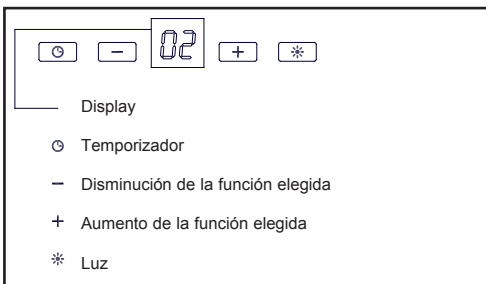 02
Display
Temporizador
– Disminución de la función elegida
+ Aumento de la función elegida
Luz